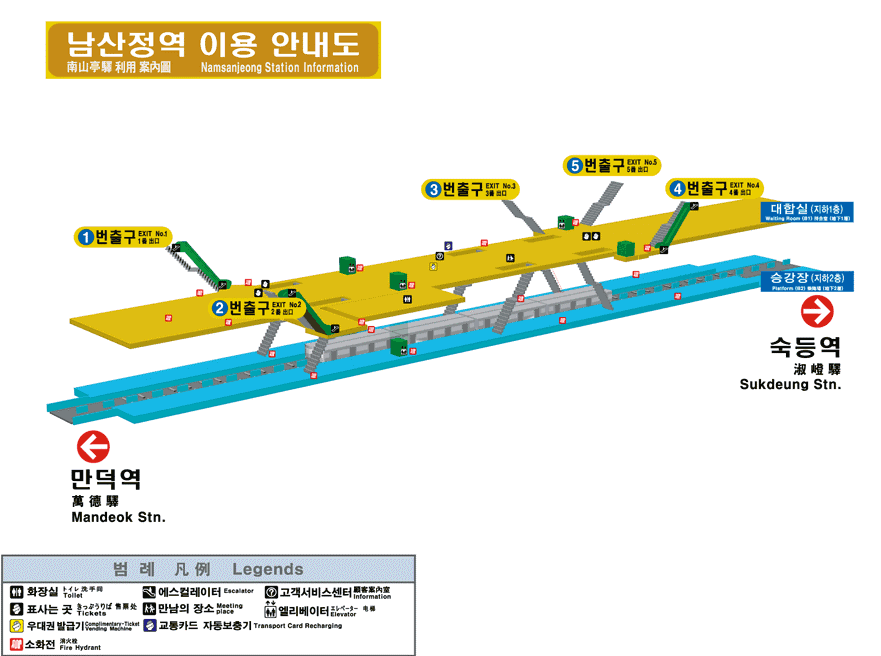 남산정역 이용 안내도
南山亭驛 利用 案內圖 Namsanjeong Station Information
5 번출구 EXIT No.5
5番 出口
3 번출구 EXIT No.3
3番 出口
4 번출구 EXIT No.4
4番 出口
대합실 (지하1층)
Waiting Room (B1) 待合室 (地下1層)
1 번출구 EXIT No.1
1番 出口
승강장 (지하2층)
Platform (B2) 乘降場 (地下2層)
2 번출구 EXIT No.2
2番 出口
숙등역
淑嶝驛
Sukdeung Stn.
만덕역
萬德驛
Mandeok Stn.
범 례 凡 例 Legends
화장실 トイレ 洗手间
Toilet
에스컬레이터 Escalator
고객서비스센터 顧客案內室
Information
표사는 곳 きっぷうりば 售票处
Tickets
만남의 장소 Meeting
place
엘리베이터 エレベーター 电梯
Elevator
우대권 발급기 Complimentary-Ticket
Vending Machine
교통카드 자동보충기 Transport Card Recharging
소화전 消火栓
Fire Hydrant